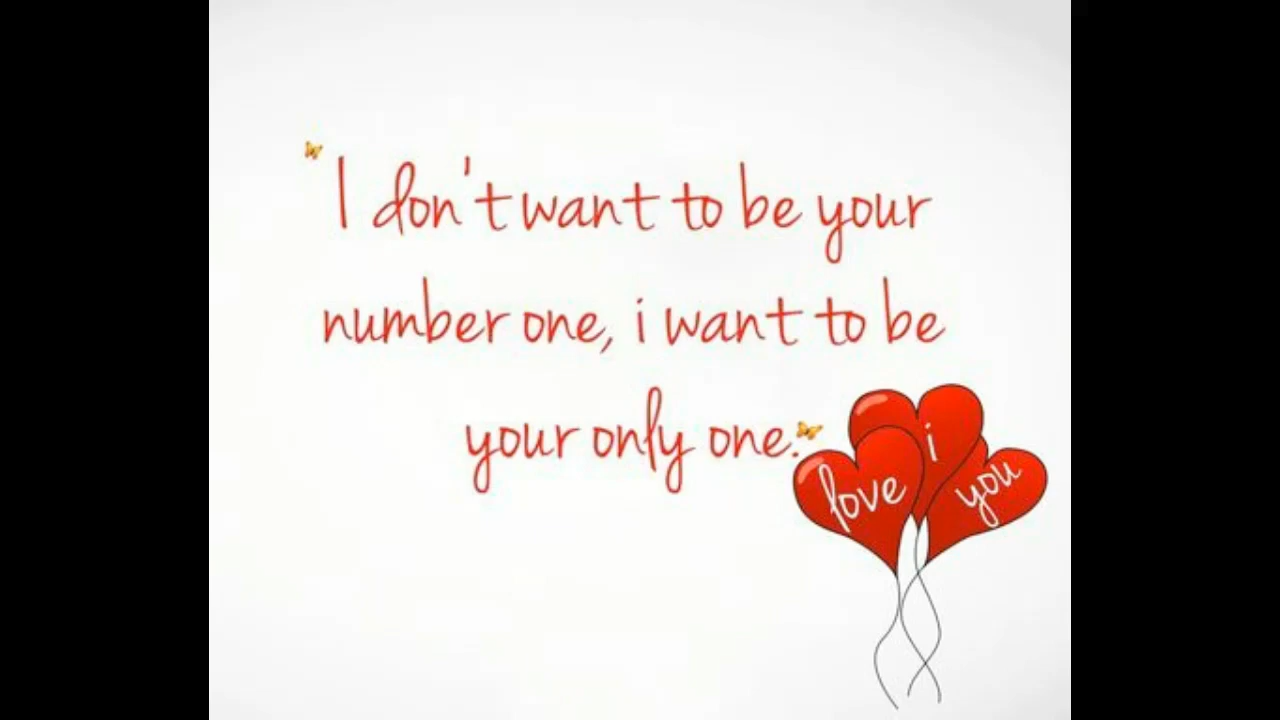 I don't want to be your
number one, i want to be
your only one.
i
love
you